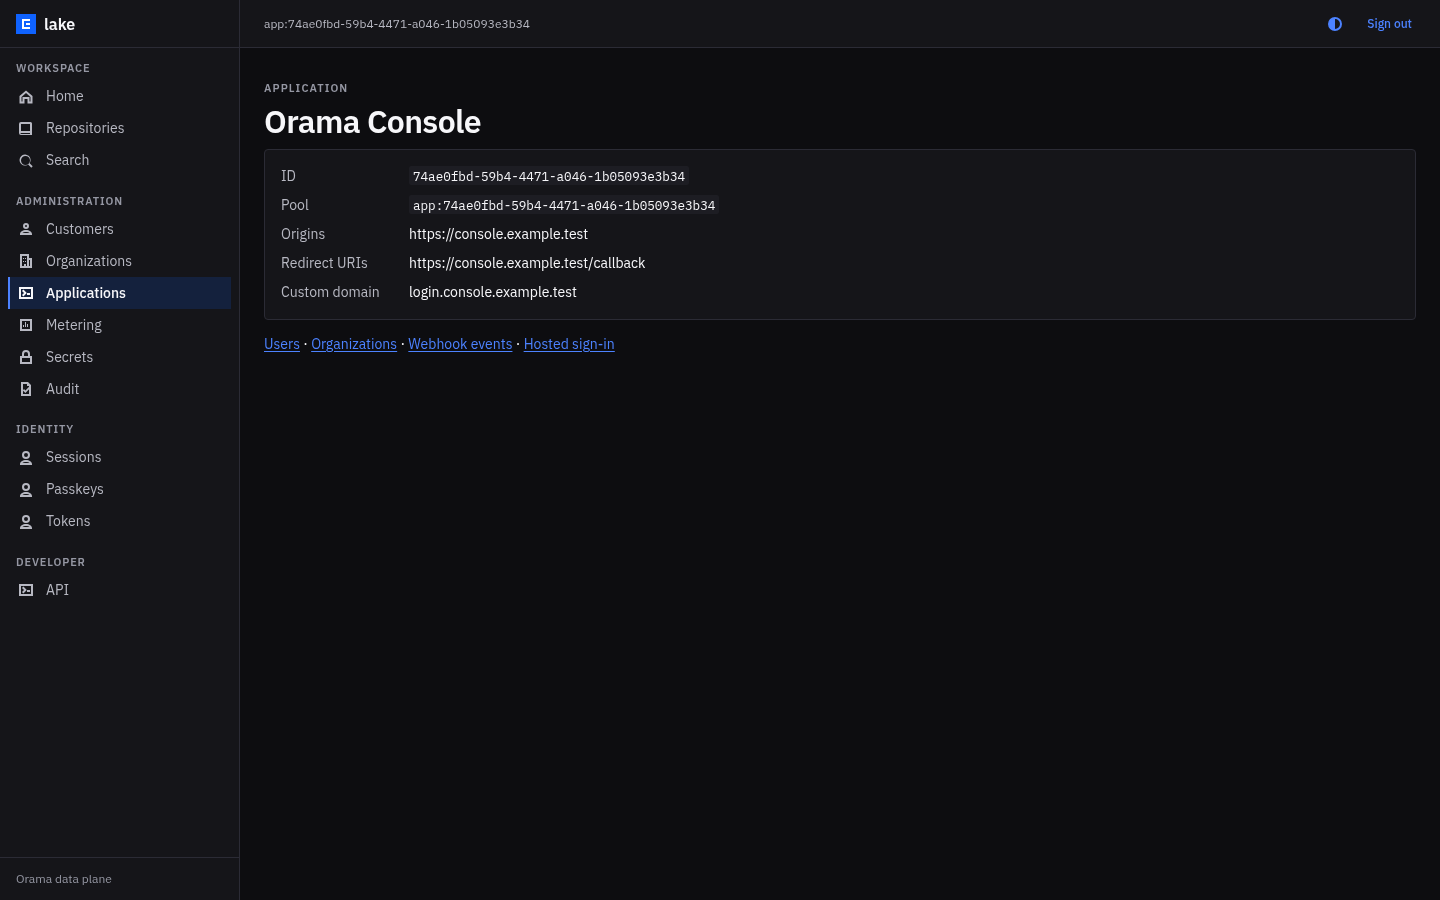 lake
app:74ae0fbd-59b4-4471-a046-1b05093e3b34
Sign out
WORKSPACE
Home
Repositories
Search
ADMINISTRATION
Customers
Organizations
Applications
Metering
Secrets
Audit
IDENTITY
Sessions
Passkeys
Tokens
DEVELOPER
API
Orama data plane
APPLICATION
Orama Console
ID 74ae0fbd-59b4-4471-a046-1b05093e3b34
Pool app:74ae0fbd-59b4-4471-a046-1b05093e3b34
Origins https://console.example.test
Redirect URIs https://console.example.test/callback
Custom domain login.console.example.test
Users · Organizations · Webhook events · Hosted sign-in